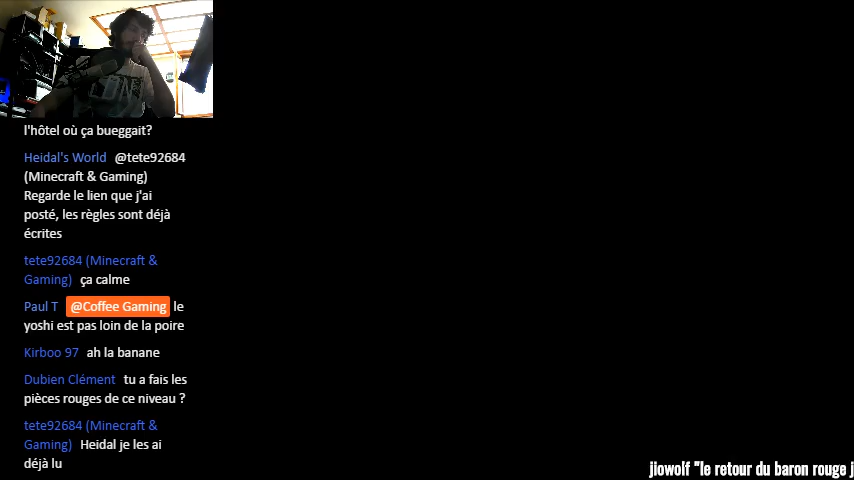 l'hôtel où ça bueggait?
Heidal's World @tete92684
(Minecraft & Gaming)
Regarde le lien que j'ai
posté, les règles sont déjà
écrites
tete92684 (Minecraft &
Gaming) ça calme
Paul T @Coffee Gaming le
yoshi est pas loin de la poire
Kirboo 97 ah la banane
Dubien Clément tu a fais les
pièces rouges de ce niveau ?
tete92684 (Minecraft &
Gaming) Heidal je les ai
déjà lu
jiowolf "le retour du baron rouge j